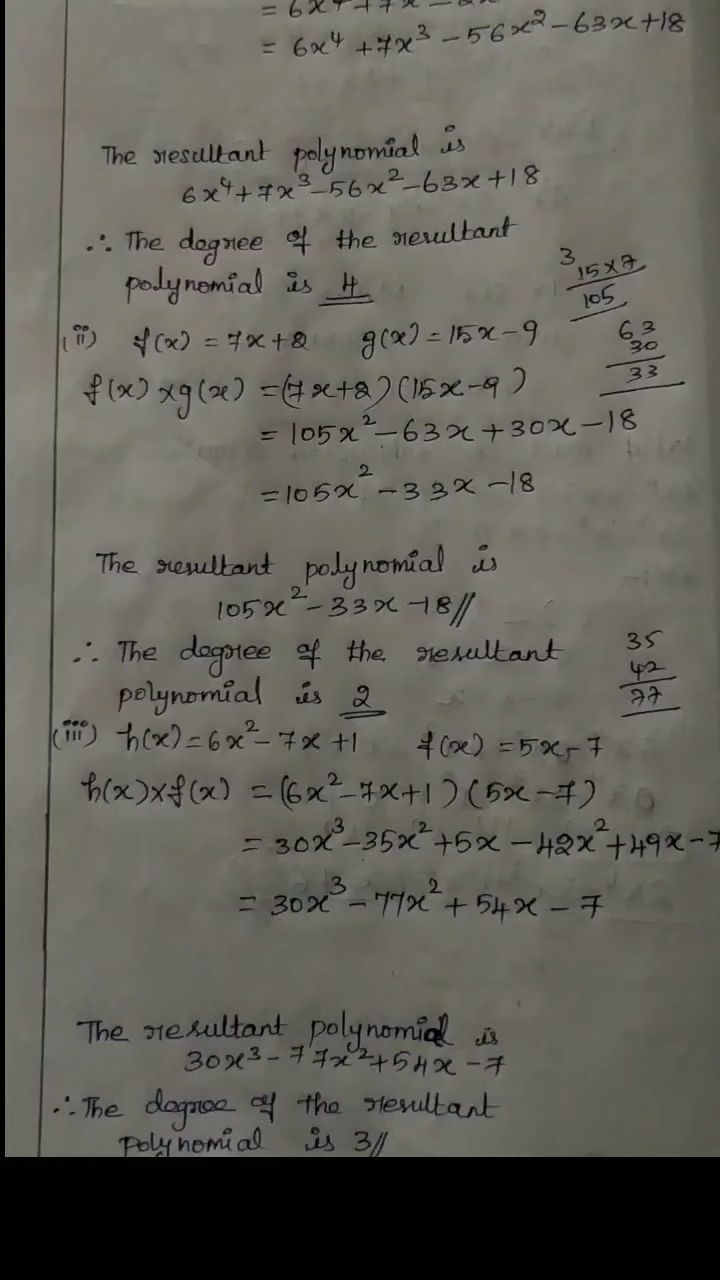 = 6x⁴ + 7x³
= 6x⁴ + 7x³ - 56x² - 63x + 18
The resultant polynomial is
6x⁴ + 7x³ - 56x² - 63x + 18
∴ The degree of the resultant
polynomial is 4
3
15 x 7
105
(ii) f(x) = 7x + 2 g(x) = 15x - 9
63
30
33
f(x) x g(x) = (7x + 2) (15x - 9)
= 105x² - 63x + 30x - 18
= 105x² - 33x - 18
The resultant polynomial is
105x² - 33x - 18//
∴ The degree of the resultant
polynomial is 2
35
42
77
(iii) h(x) = 6x² - 7x + 1 f(x) = 5x - 7
h(x) x f(x) = (6x² - 7x + 1) (5x - 7)
= 30x³ - 35x² + 5x - 42x² + 49x - 7
= 30x³ - 77x² + 54x - 7
The resultant polynomial is
30x³ - 77x² + 54x - 7
∴ The degree of the resultant
polynomial is 3//